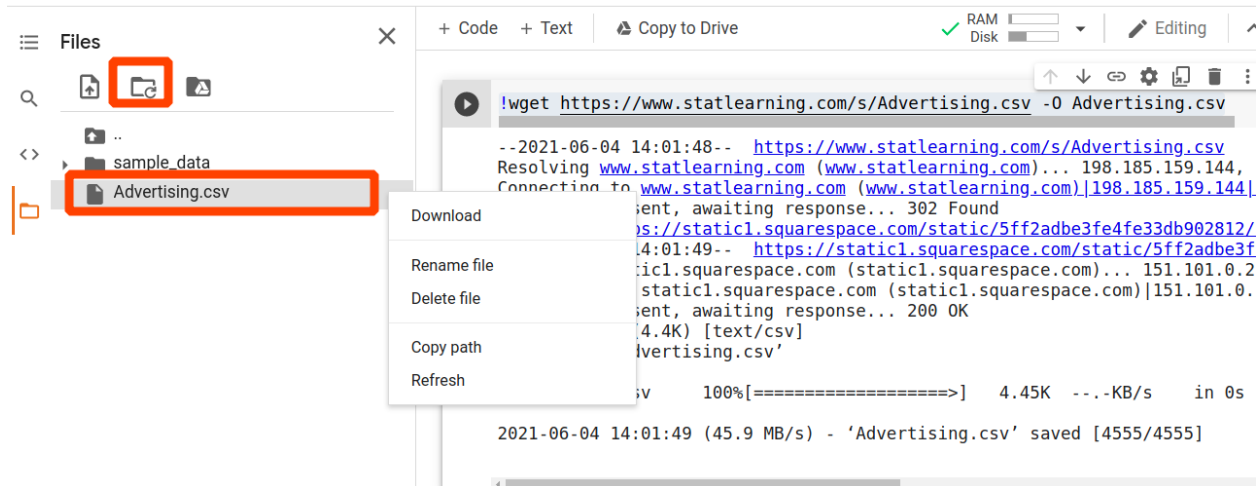 Files
+ Code + Text Copy to Drive RAM Disk Editing
..
sample_data
Advertising.csv
Download
Rename file
Delete file
Copy path
Refresh
!wget https://www.statlearning.com/s/Advertising.csv -O Advertising.csv
--2021-06-04 14:01:48-- https://www.statlearning.com/s/Advertising.csv
Resolving www.statlearning.com (www.statlearning.com)... 198.185.159.144,
Connecting to www.statlearning.com (www.statlearning.com)|198.185.159.144|
sent, awaiting response... 302 Found
ps://static1.squarespace.com/static/5ff2adbe3fe4fe33db902812/
14:01:49-- https://static1.squarespace.com/static/5ff2adbe3f
tic1.squarespace.com (static1.squarespace.com)... 151.101.0.2
static1.squarespace.com (static1.squarespace.com)|151.101.0.
sent, awaiting response... 200 OK
(4.4K) [text/csv]
dvertising.csv’
sv 100%[===================>] 4.45K --.-KB/s in 0s
2021-06-04 14:01:49 (45.9 MB/s) - ‘Advertising.csv’ saved [4555/4555]